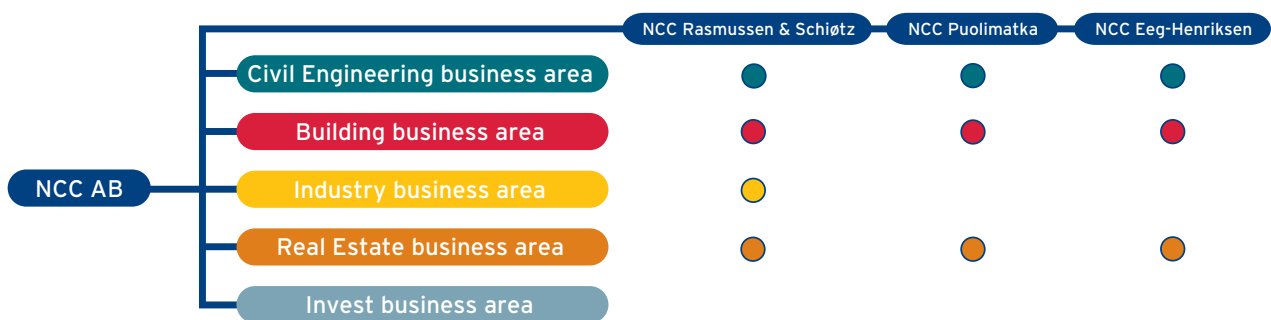 NCC Rasmussen & Schiøtz
NCC Puolimatka
NCC Eeg-Henriksen
Civil Engineering business area
Building business area
NCC AB
Industry business area
Real Estate business area
Invest business area